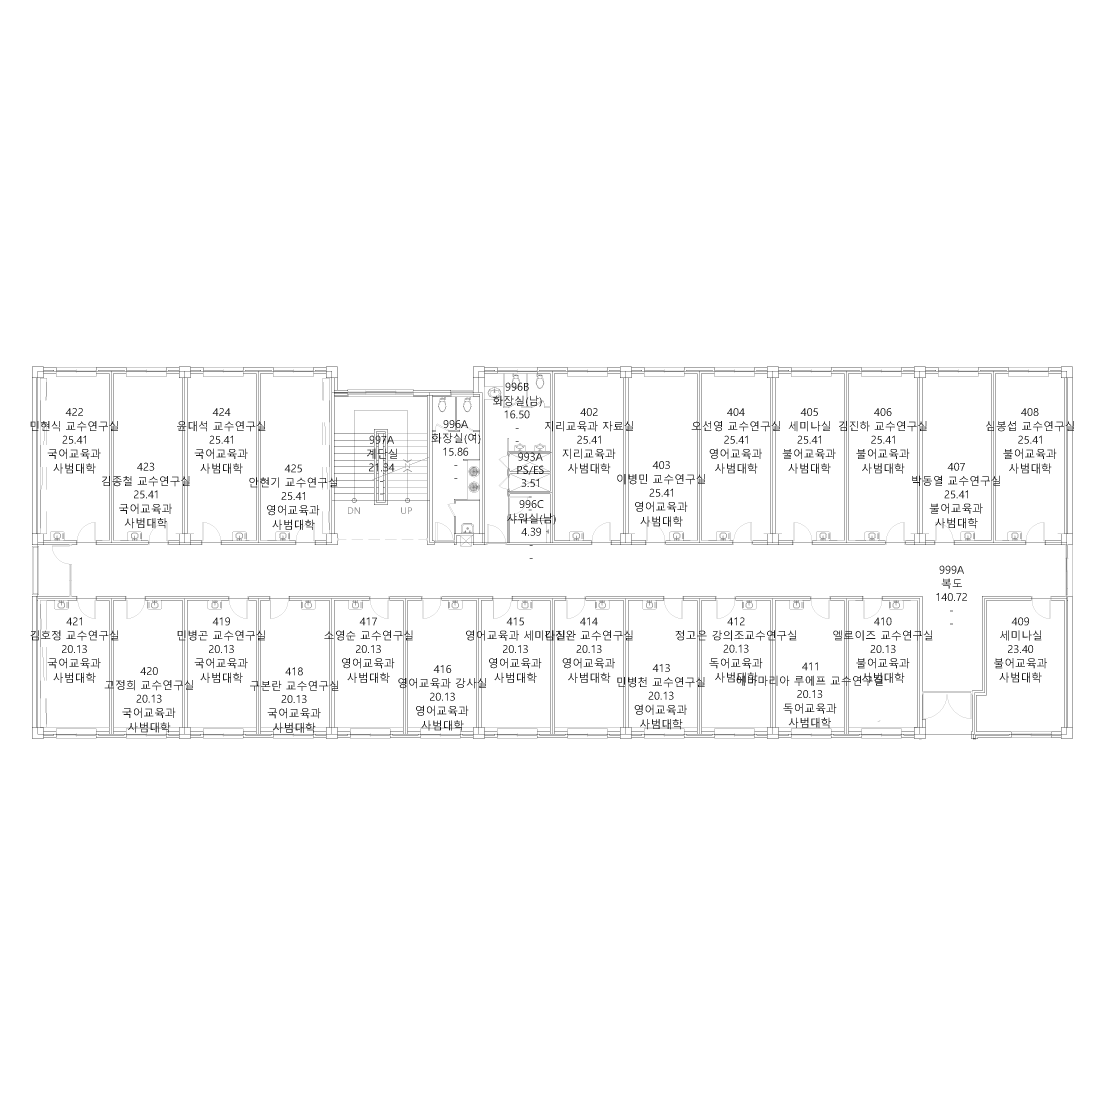 422
민현식 교수연구실
25.41
국어교육과
사범대학
423
김종철 교수연구실
25.41
국어교육과
사범대학
424
윤대석 교수연구실
25.41
국어교육과
사범대학
425
안현기 교수연구실
25.41
영어교육과
사범대학
997A
계단실
21.34
DN
UP
996A
화장실(여)
15.86
-
-
996B
화장실(남)
16.50
-
-
993A
PS/ES
3.51
996C
샤워실(남)
4.39
-
-
402
지리교육과 자료실
25.41
지리교육과
사범대학
403
이병민 교수연구실
25.41
영어교육과
사범대학
404
오선영 교수연구실
25.41
영어교육과
사범대학
405
세미나실
25.41
불어교육과
사범대학
406
김진하 교수연구실
25.41
불어교육과
사범대학
407
박동열 교수연구실
25.41
불어교육과
사범대학
408
심봉섭 교수연구실
25.41
불어교육과
사범대학
999A
복도
140.72
-
-
421
김호정 교수연구실
20.13
국어교육과
사범대학
420
고정희 교수연구실
20.13
국어교육과
사범대학
419
민병곤 교수연구실
20.13
국어교육과
사범대학
418
구본관 교수연구실
20.13
국어교육과
사범대학
417
소영순 교수연구실
20.13
영어교육과
사범대학
416
영어교육과 강사실
20.13
영어교육과
사범대학
415
영어교육과
20.13
영어교육과
사범대학
414
교수연구실
20.13
영어교육과
사범대학
413
민병천 교수연구실
20.13
영어교육과
사범대학
412
정고은 강의조교수연구실
20.13
독어교육과
사범대학
411
루에프 교수연구실
20.13
독어교육과
사범대학
410
엘로이즈 교수연구실
20.13
불어교육과
사범대학
409
세미나실
23.40
불어교육과
사범대학